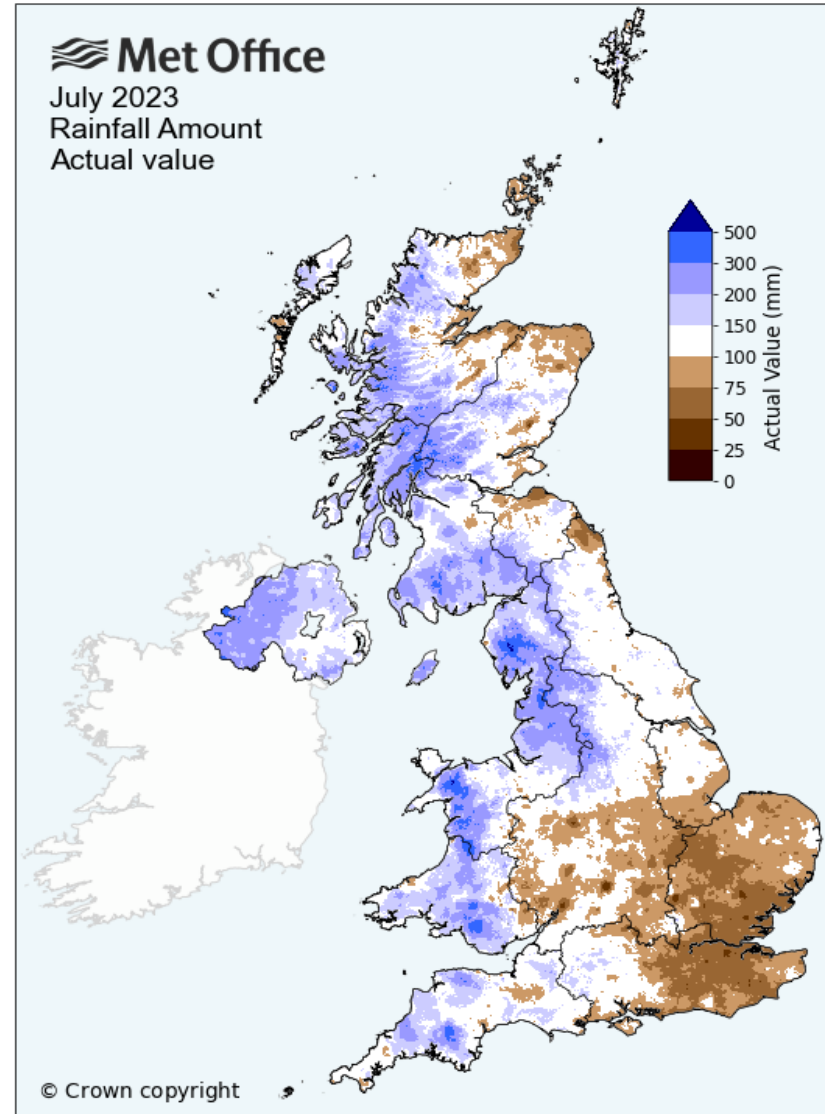 Met Office
July 2023
Rainfall Amount
Actual value
500
300
200
150
100
75
50
25
0
Actual Value (mm)
© Crown copyright